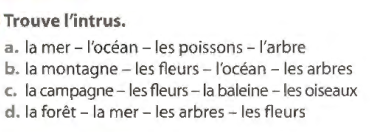 Trouve l'intrus.
a. la mer – l'océan – les poissons – l'arbre
b. la montagne – les fleurs – l'océan – les arbres
c. la campagne – les fleurs – la baleine – les oiseaux
d. la forêt – la mer – les arbres – les fleurs